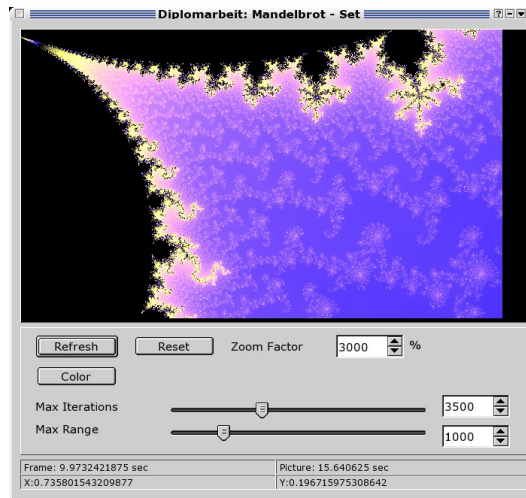 Diplomarbeit: Mandelbrot - Set
Refresh Reset Zoom Factor 3000 %
Color
Max Iterations 3500
Max Range 1000
Frame: 9.9732421875 sec Picture: 15.640625 sec
X:0.735801543209877 Y:0.196715975308642